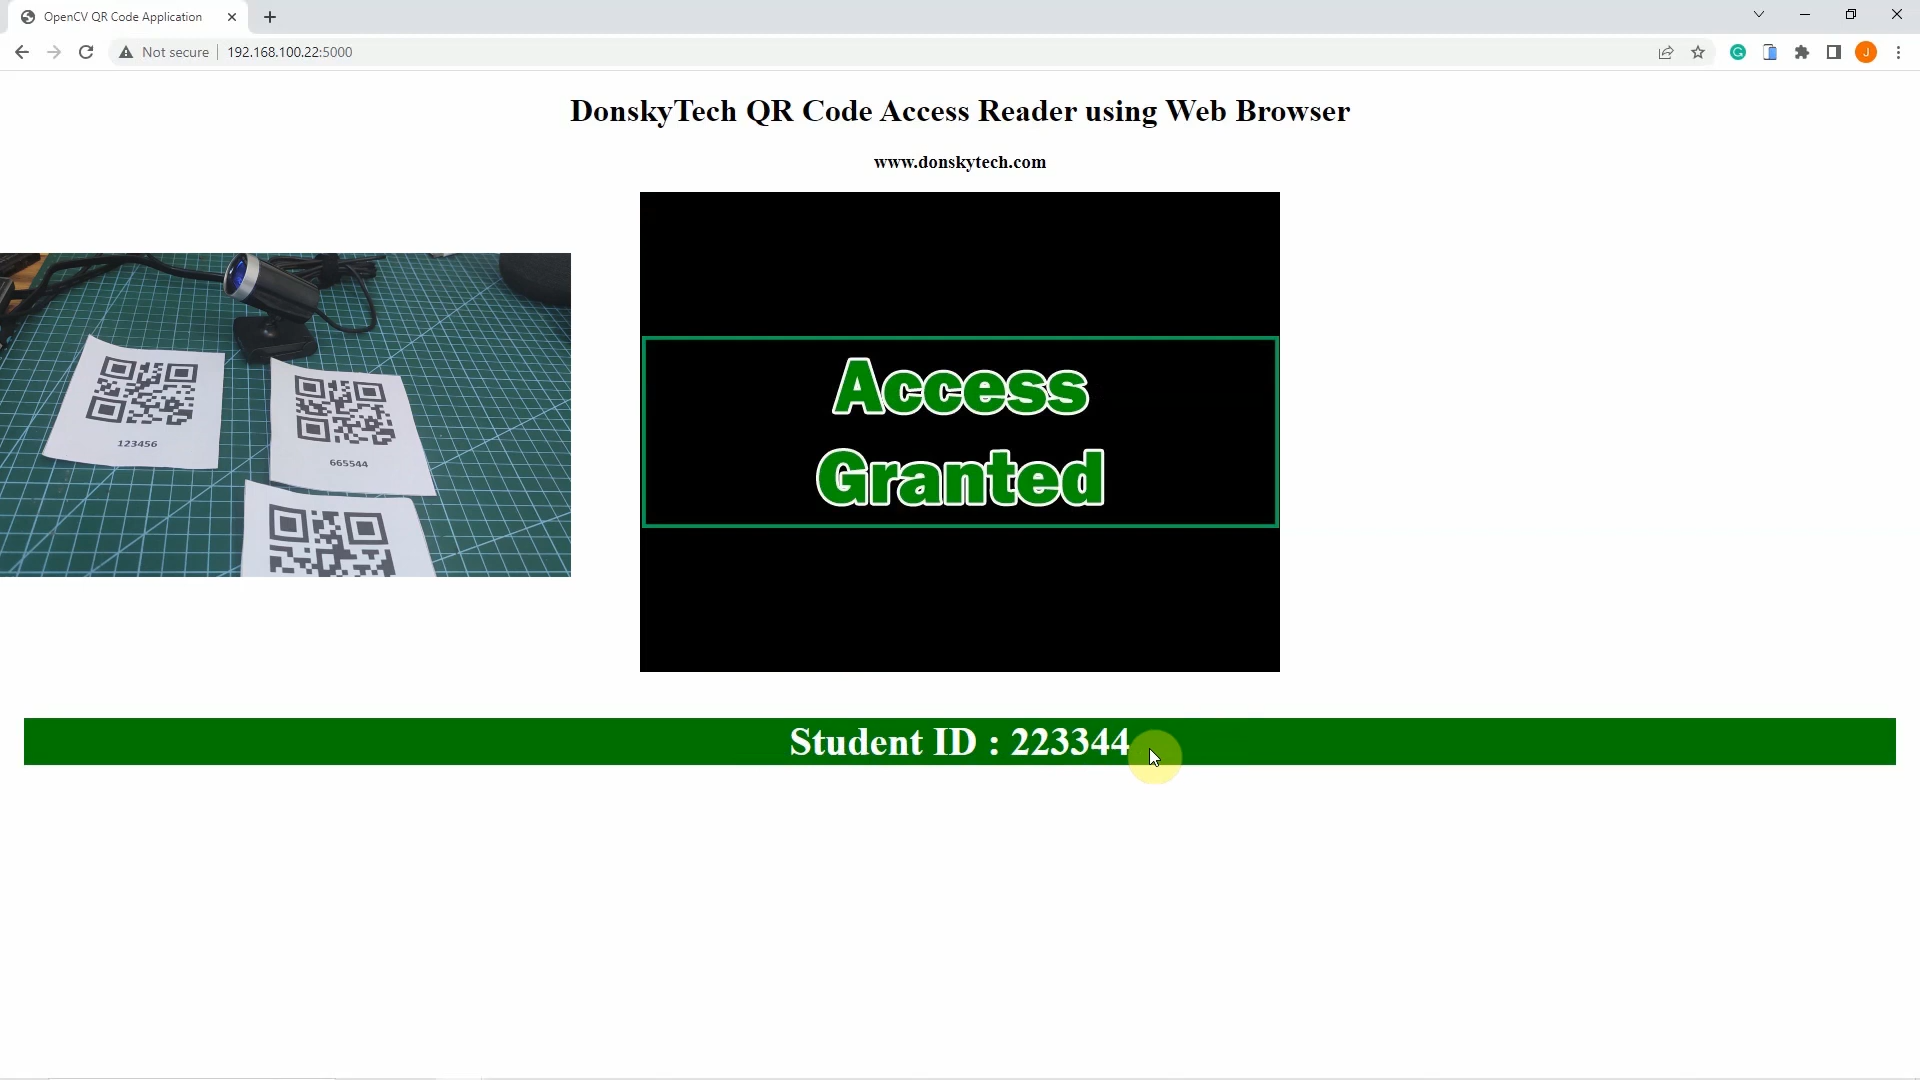 OpenCV QR Code Application
Not secure
192.168.100.22:5000
J
DonskyTech QR Code Access Reader using Web Browser
www.donskytech.com
123456
665544
Access
Granted
Student ID : 223344